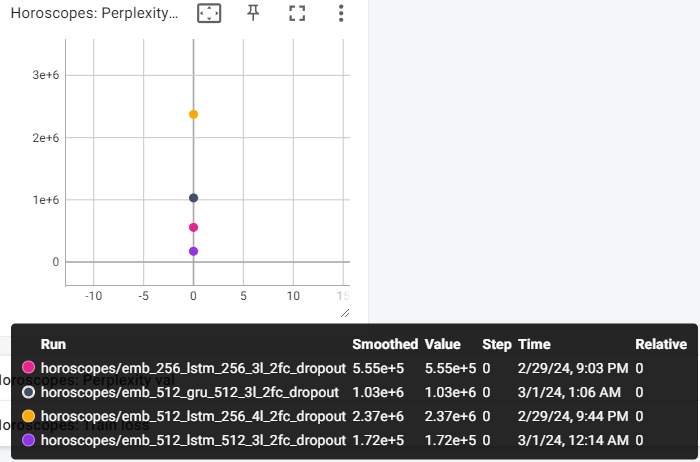 Horoscopes: Perplexity…
3e+6
2e+6
1e+6
0
-10 -5 0 5 10 15
Run Smoothed Value Step Time Relative
horoscopes/emb_256_lstm_256_3l_2fc_dropout 5.55e+5 5.55e+5 0 2/29/24, 9:03 PM 0
horoscopes/emb_512_gru_512_3l_2fc_dropout 1.03e+6 1.03e+6 0 3/1/24, 1:06 AM 0
horoscopes/emb_512_lstm_256_4l_2fc_dropout 2.37e+6 2.37e+6 0 2/29/24, 9:44 PM 0
horoscopes/emb_512_lstm_512_3l_2fc_dropout 1.72e+5 1.72e+5 0 3/1/24, 12:14 AM 0
Horoscopes: Perplexity val
Horoscopes: Train loss